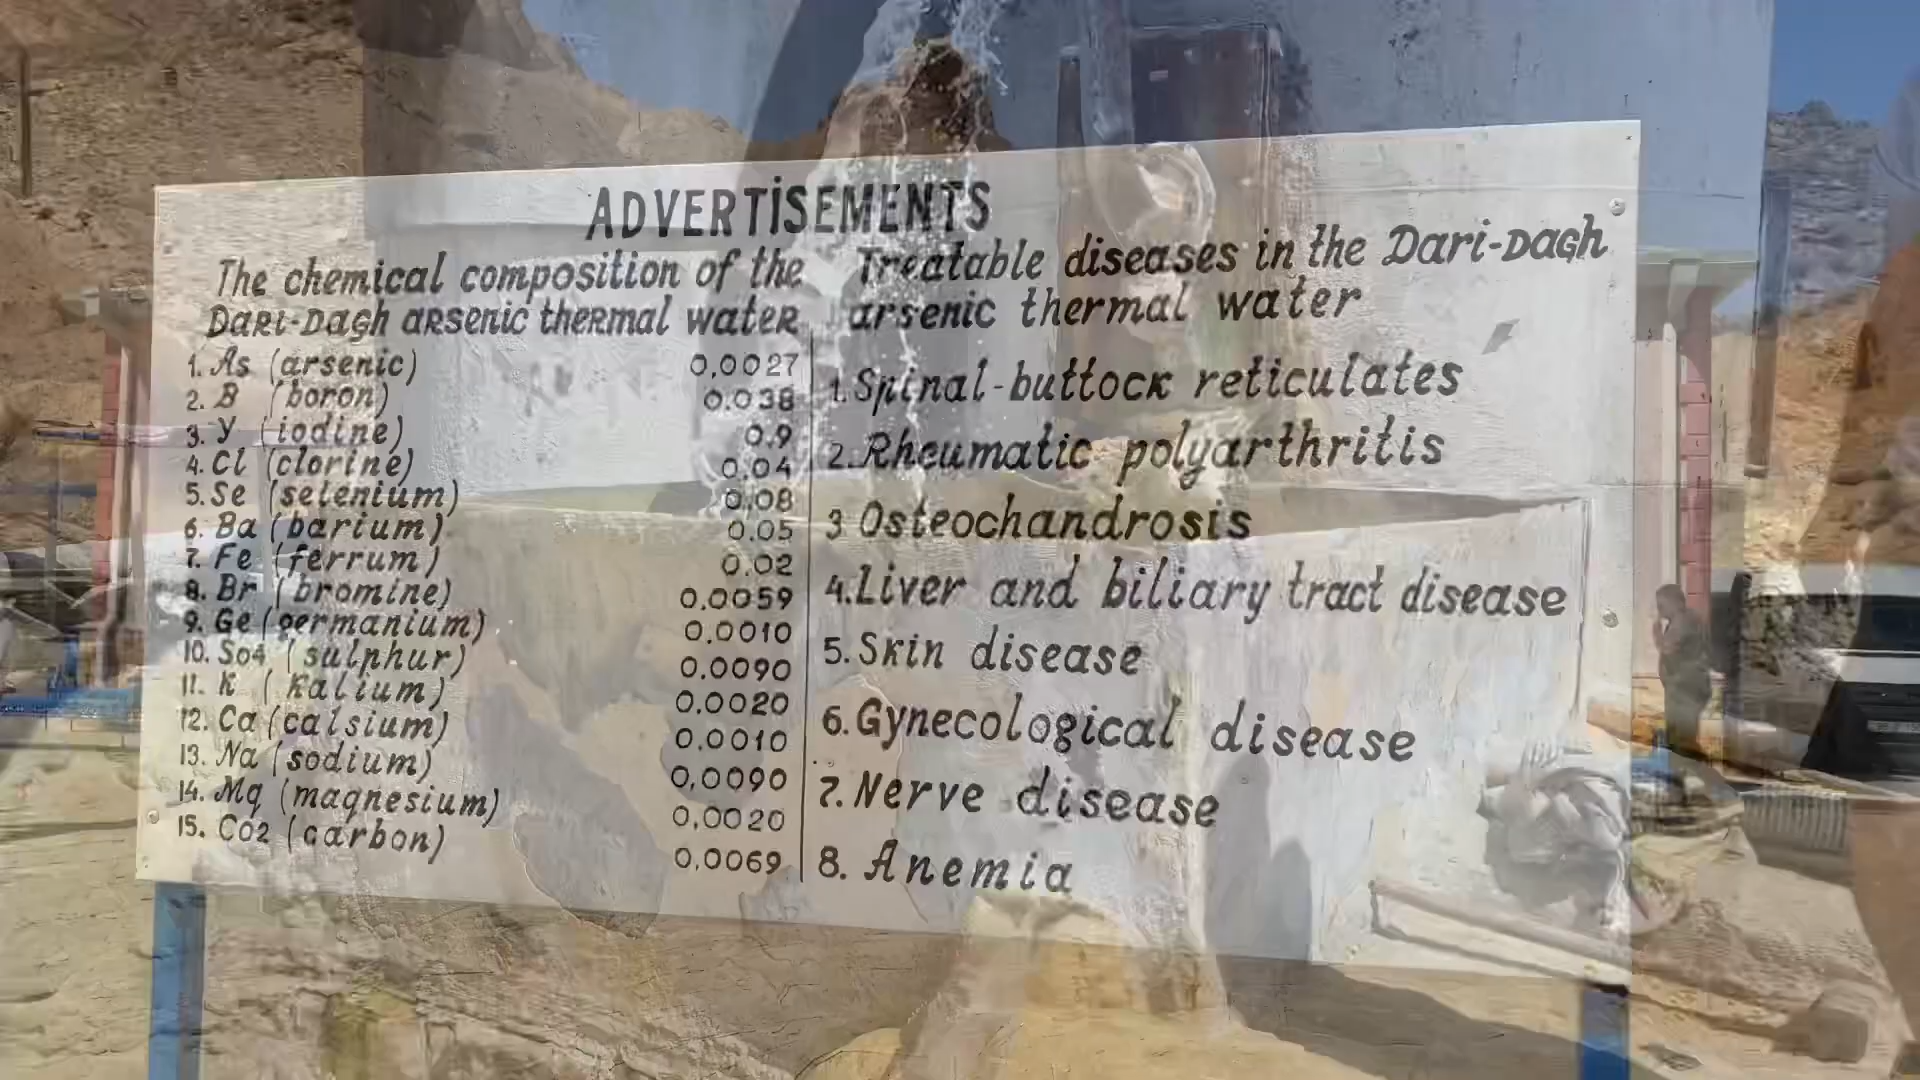 ADVERTİSEMENTS
The chemical composition of the
Dari-Dagh arsenic thermal water
1. As (arsenic) 0,0027
2. B (boron) 0.038
3. Y (iodine) 0.9
4. Cl (clorine) 0.04
5. Se (selenium) 0.08
6. Ba (barium) 0.05
7. Fe (ferrum) 0.02
8. Br (bromine) 0.0059
9. Ge (germanium) 0.0010
10. So4 (sulphur) 0.0090
11. K (Kalium) 0.0020
12. Ca (calsium) 0.0010
13. Na (sodium) 0,0090
14. Mg (magnesium) 0,0020
15. Co2 (carbon) 0,0069
Treatable diseases in the Dari-Dagh
arsenic thermal water
1. Spinal-buttock reticulates
2. Rheumatic polyarthritis
3 Osteochandrosis
4. Liver and biliary tract disease
5. Skin disease
6. Gynecological disease
7. Nerve disease
8. Anemia